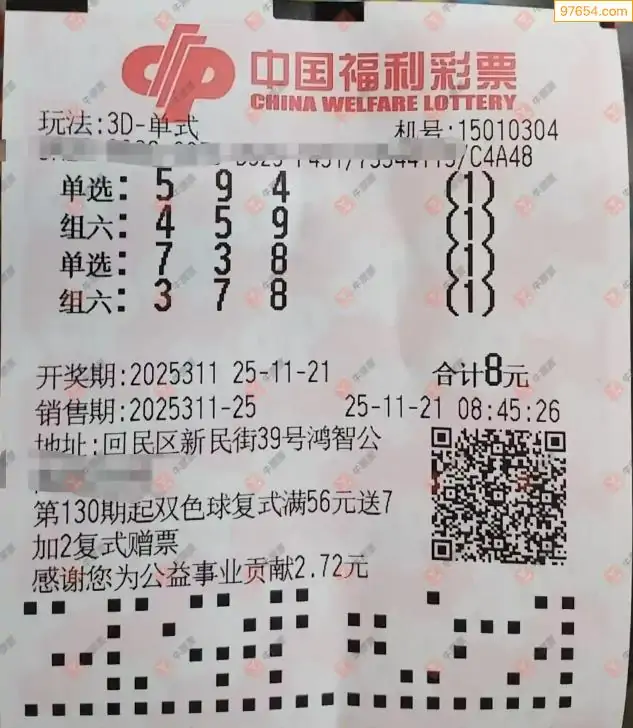 97654.com
中国福利彩票
CHINA WELFARE LOTTERY
玩法:3D-单式 机号:15010304
/C4A48
单选: 5 9 4 (1)
组六: 4 5 9 (1)
单选: 7 3 8 (1)
组六: 3 7 8 (1)
开奖期:2025311 25-11-21 合计8元
销售期:2025311-25 25-11-21 08:45:26
地址:回民区新民街39号鸿智公
第130期起双色球复式满56元送7
加2复式赠票
感谢您为公益事业贡献2.72元